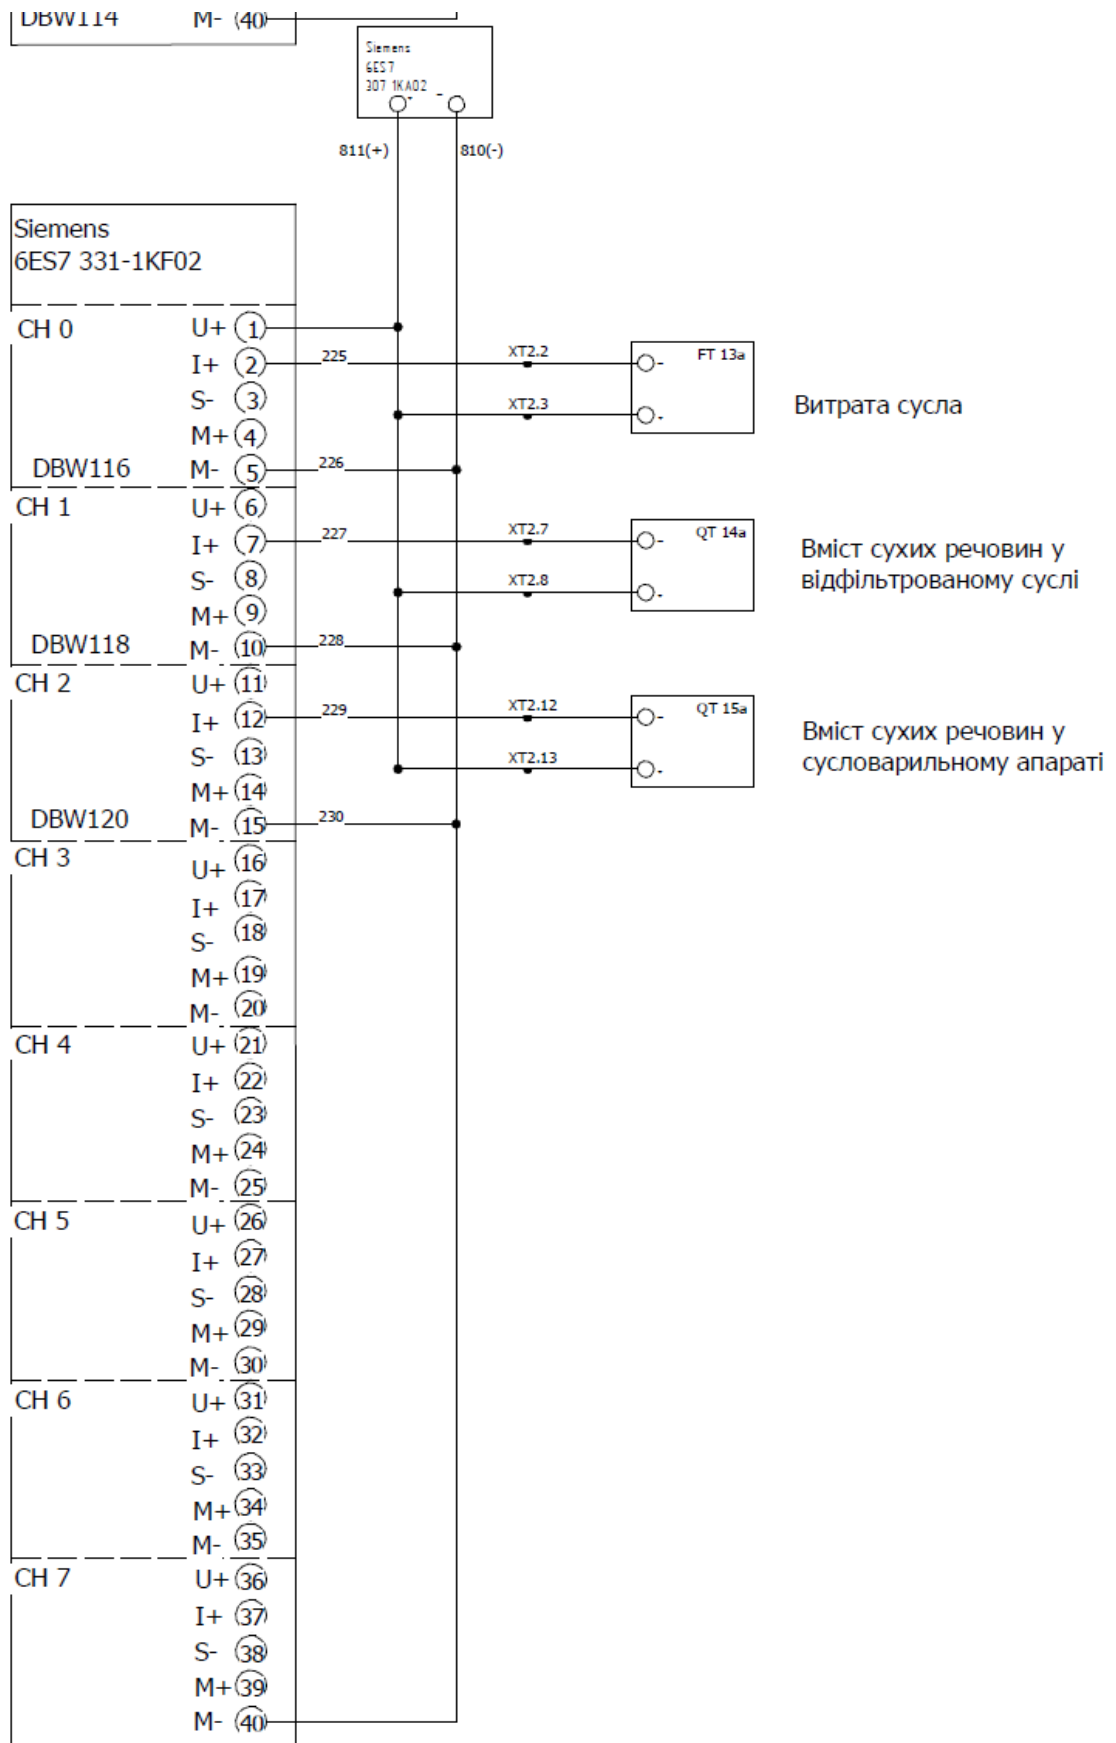 DBW114 M- 40
Siemens
6ES7
307 1KA02
+ -
811(+) 810(-)
Siemens
6ES7 331-1KF02
CH 0 U+ 1
I+ 2 225 XT2.2 - FT 13a
S- 3
XT2.3
Витрата сусла
M+ 4
DBW116 M- 5 226
CH 1 U+ 6
I+ 7 227 XT2.7 - QT 14a
Вміст сухих речовин у
відфільтрованому суслі
S- 8 XT2.8
M+ 9
DBW118 M- 10 228
CH 2 U+ 11
I+ 12 229 XT2.12 - QT 15a
Вміст сухих речовин у
сусловарильному апараті
S- 13 XT2.13
M+ 14
DBW120 M- 15 230
CH 3 U+ 16
I+ 17
S- 18
M+ 19
M- 20
CH 4 U+ 21
I+ 22
S- 23
M+ 24
M- 25
CH 5 U+ 26
I+ 27
S- 28
M+ 29
M- 30
CH 6 U+ 31
I+ 32
S- 33
M+ 34
M- 35
CH 7 U+ 36
I+ 37
S- 38
M+ 39
M- 40